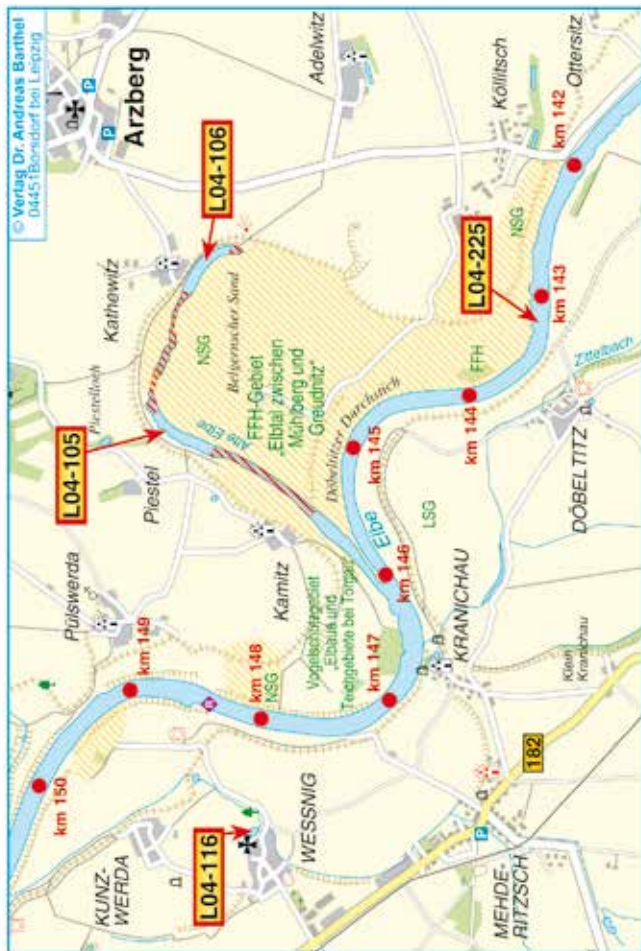 © Verlag Dr. Andreas Barthel
04451 Borsdorf bei Leipzig
Arzberg
Adelwitz
Köllitsch
Ottersitz
km 142
L04-106
Kathewitz
NSG
Belgernscher Sand
FFH-Gebiet
„Elbtal zwischen
Mühlberg und
Greudnitz“
NSG
L04-225
km 143
FFH
km 144
Zittelbach
Piestelloch
L04-105
Alte Elbe
Döbeltitzer Durchstich
km 145
DÖBELTITZ
Piestel
Elbe
LSG
km 146
Pülswerda
Kamitz
Vogelschutzgebiet
„Elbaue und
Teichgebiete bei Torgau“
km 147
KRANICHAU
Klein
Kranichau
km 149
km 148
NSG
km 150
182
KUNZ-
WERDA
L04-116
WESSNIG
MEHDE-
RITZSCH
P
P
P